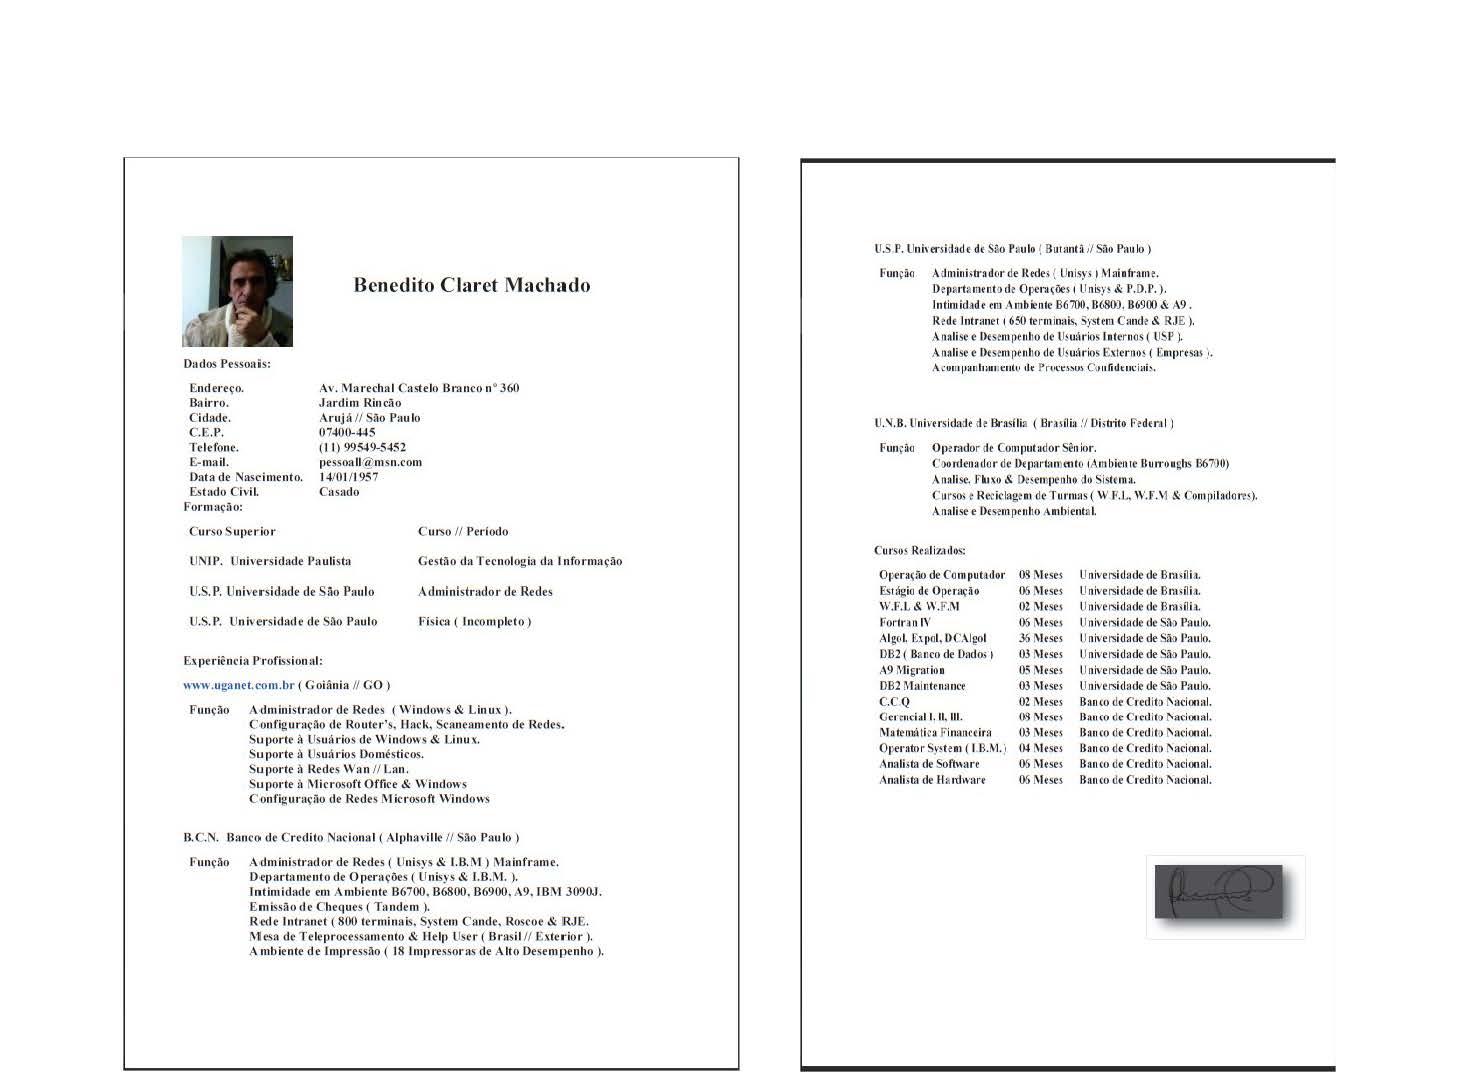 Benedito Claret Machado
Dados Pessoais:
Endereço. Av. Marechal Castelo Branco n° 360
Bairro. Jardim Rincão
Cidade. Arujá // São Paulo
C.E.P. 07400-445
Telefone. (11) 99549-5452
E-mail. pessoall@msn.com
Data de Nascimento. 14/01/1957
Estado Civil. Casado
Formação:
Curso Superior Curso // Período
UNIP. Universidade Paulista Gestão da Tecnologia da Informação
U.S.P. Universidade de São Paulo Administrador de Redes
U.S.P. Universidade de São Paulo Física ( Incompleto )
Experiência Profissional:
www.uganet.com.br ( Goiânia // GO )
Função Administrador de Redes ( Windows & Linux ).
Configuração de Router's, Hack, Scaneamento de Redes.
Suporte à Usuários de Windows & Linux.
Suporte à Usuários Domésticos.
Suporte à Redes Wan // Lan.
Suporte à Microsoft Office & Windows
Configuração de Redes Microsoft Windows
B.C.N. Banco de Credito Nacional ( Alphaville // São Paulo )
Função Administrador de Redes ( Unisys & I.B.M ) Mainframe.
Departamento de Operações ( Unisys & I.B.M. ).
Intimidade em Ambiente B6700, B6800, B6900, A9, IBM 3090J.
Emissão de Cheques ( Tandem ).
Rede Intranet ( 800 terminais, System Cande, Roscoe & RJE.
Mesa de Teleprocessamento & Help User ( Brasil // Exterior ).
Ambiente de Impressão ( 18 Impressoras de Alto Desempenho ).
U.S.P. Universidade de São Paulo ( Butantã // São Paulo )
Função Administrador de Redes ( Unisys ) Mainframe.
Departamento de Operações ( Unisys & P.D.P. ).
Intimidade em Ambiente B6700, B6800, B6900 & A9 .
Rede Intranet ( 650 terminais, System Cande & RJE ).
Analise e Desempenho de Usuários Internos ( USP ).
Analise e Desempenho de Usuários Externos ( Empresas ).
Acompanhamento de Processos Confidenciais.
U.N.B. Universidade de Brasília ( Brasília // Distrito Federal )
Função Operador de Computador Sênior.
Coordenador de Departamento (Ambiente Burroughs B6700)
Analise, Fluxo & Desempenho do Sistema.
Cursos e Reciclagem de Turmas ( W.F.L, W.F.M & Compiladores).
Analise e Desempenho Ambiental.
Cursos Realizados:
Operação de Computador 08 Meses Universidade de Brasília.
Estágio de Operação 06 Meses Universidade de Brasília.
W.F.L & W.F.M 02 Meses Universidade de Brasília.
Fortran IV 06 Meses Universidade de São Paulo.
Algol, Expol, DCAlgol 36 Meses Universidade de São Paulo.
DB2 ( Banco de Dados ) 03 Meses Universidade de São Paulo.
A9 Migration 05 Meses Universidade de São Paulo.
DB2 Maintenance 03 Meses Universidade de São Paulo.
C.C.Q 02 Meses Banco de Credito Nacional.
Gerencial I, II, III. 08 Meses Banco de Credito Nacional.
Matemática Financeira 03 Meses Banco de Credito Nacional.
Operator System ( I.B.M.) 04 Meses Banco de Credito Nacional.
Analista de Software 06 Meses Banco de Credito Nacional.
Analista de Hardware 06 Meses Banco de Credito Nacional.